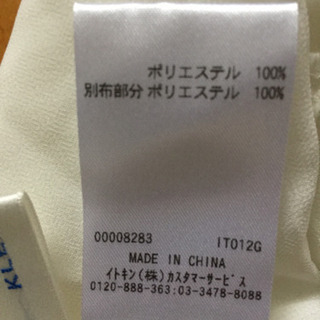 ポリエステル 100%
別布部分 ポリエステル 100%
00008283 IT012G
MADE IN CHINA
イトキン(株)カスタマーサービス
0120-888-363:03-3478-8088